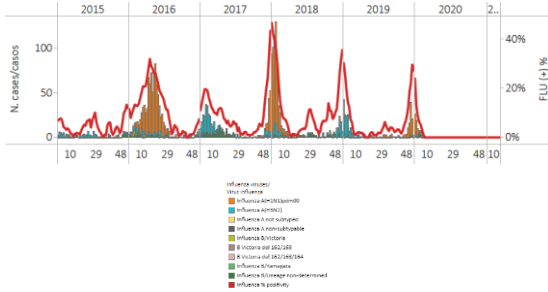 2015 2016 2017 2018 2019 2020 2..
N. cases/casos
100
50
0
40%
20%
0%
FLU (+) %
10 29 48 10 29 48 10 29 48 10 29 48 10 29 48 10 29 48 10
Influenza viruses/
Virus influenza
Influenza A(H1N1)pdm09
Influenza A(H3N2)
Influenza A not subtyped
Influenza A non-subtypable
Influenza B/Victoria
B Victoria del 162/163
B Victoria del 162/163/164
Influenza B/Yamagata
Influenza B/Lineage non-determined
Influenza % positivity